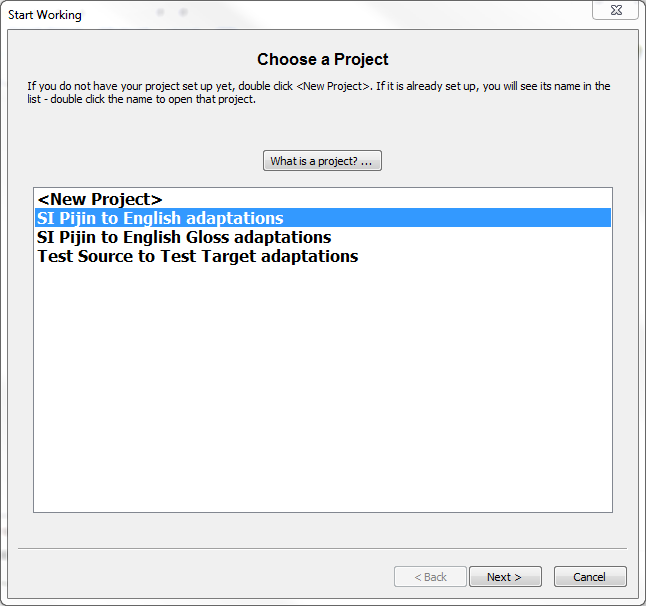 Start Working
Choose a Project
If you do not have your project set up yet, double click <New Project>. If it is already set up, you will see its name in the
list - double click the name to open that project.
What is a project? ...
<New Project>
SI Pijin to English adaptations
SI Pijin to English Gloss adaptations
Test Source to Test Target adaptations
< Back
Next >
Cancel